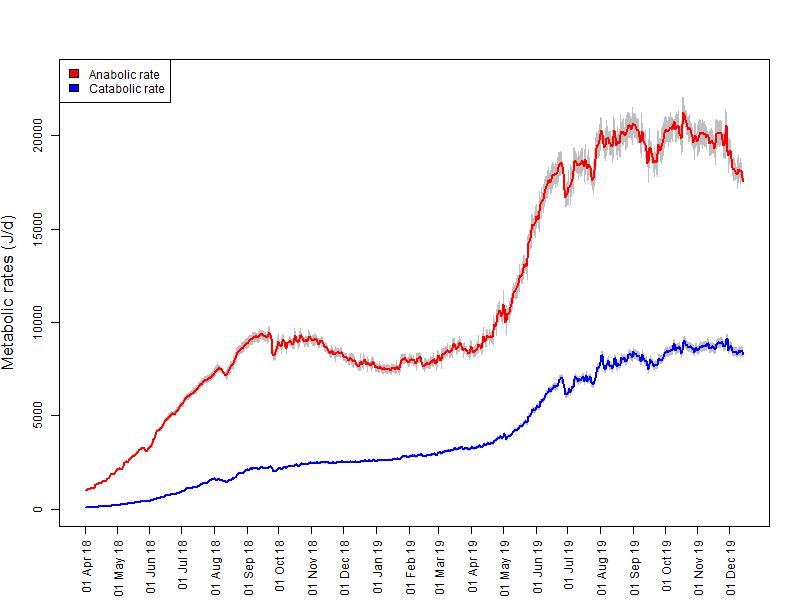 Anabolic rate
Catabolic rate
Metabolic rates (J/d)
20000
15000
10000
5000
0
01 Apr 18
01 May 18
01 Jun 18
01 Jul 18
01 Aug 18
01 Sep 18
01 Oct 18
01 Nov 18
01 Dec 18
01 Jan 19
01 Feb 19
01 Mar 19
01 Apr 19
01 May 19
01 Jun 19
01 Jul 19
01 Aug 19
01 Sep 19
01 Oct 19
01 Nov 19
01 Dec 19